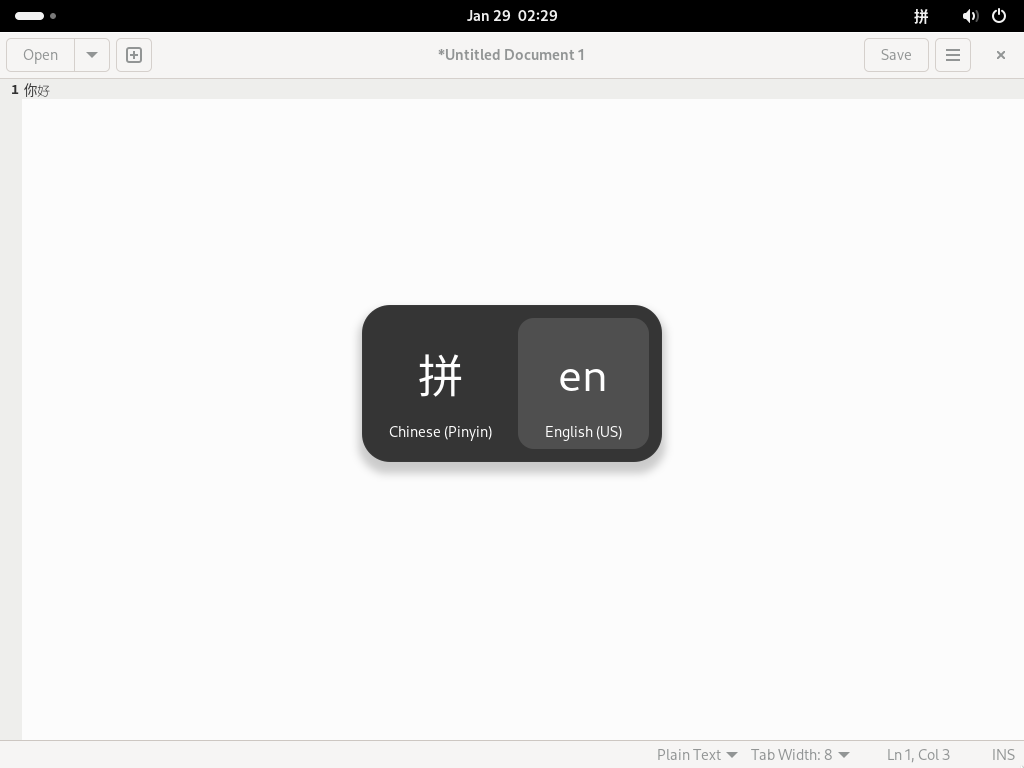 Jan 29 02:29 拼
Open *Untitled Document 1 Save
1 你好
拼 en
Chinese (Pinyin) English (US)
Plain Text Tab Width: 8 Ln 1, Col 3 INS